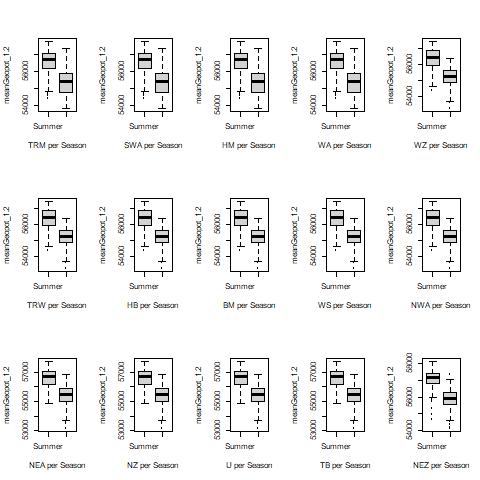 meanGeopot_1.2 54000 56000 Summer TRM per Season
meanGeopot_1.2 54000 56000 Summer SWA per Season
meanGeopot_1.2 54000 56000 Summer HM per Season
meanGeopot_1.2 54000 56000 Summer WA per Season
meanGeopot_1.2 54000 56000 Summer WZ per Season
meanGeopot_1.2 54000 56000 Summer TRW per Season
meanGeopot_1.2 54000 56000 Summer HB per Season
meanGeopot_1.2 54000 56000 Summer BM per Season
meanGeopot_1.2 54000 56000 Summer WS per Season
meanGeopot_1.2 54000 56000 Summer NWA per Season
meanGeopot_1.2 53000 55000 57000 Summer NEA per Season
meanGeopot_1.2 53000 55000 57000 Summer NZ per Season
meanGeopot_1.2 53000 55000 57000 Summer U per Season
meanGeopot_1.2 53000 55000 57000 Summer TB per Season
meanGeopot_1.2 54000 56000 58000 Summer NEZ per Season